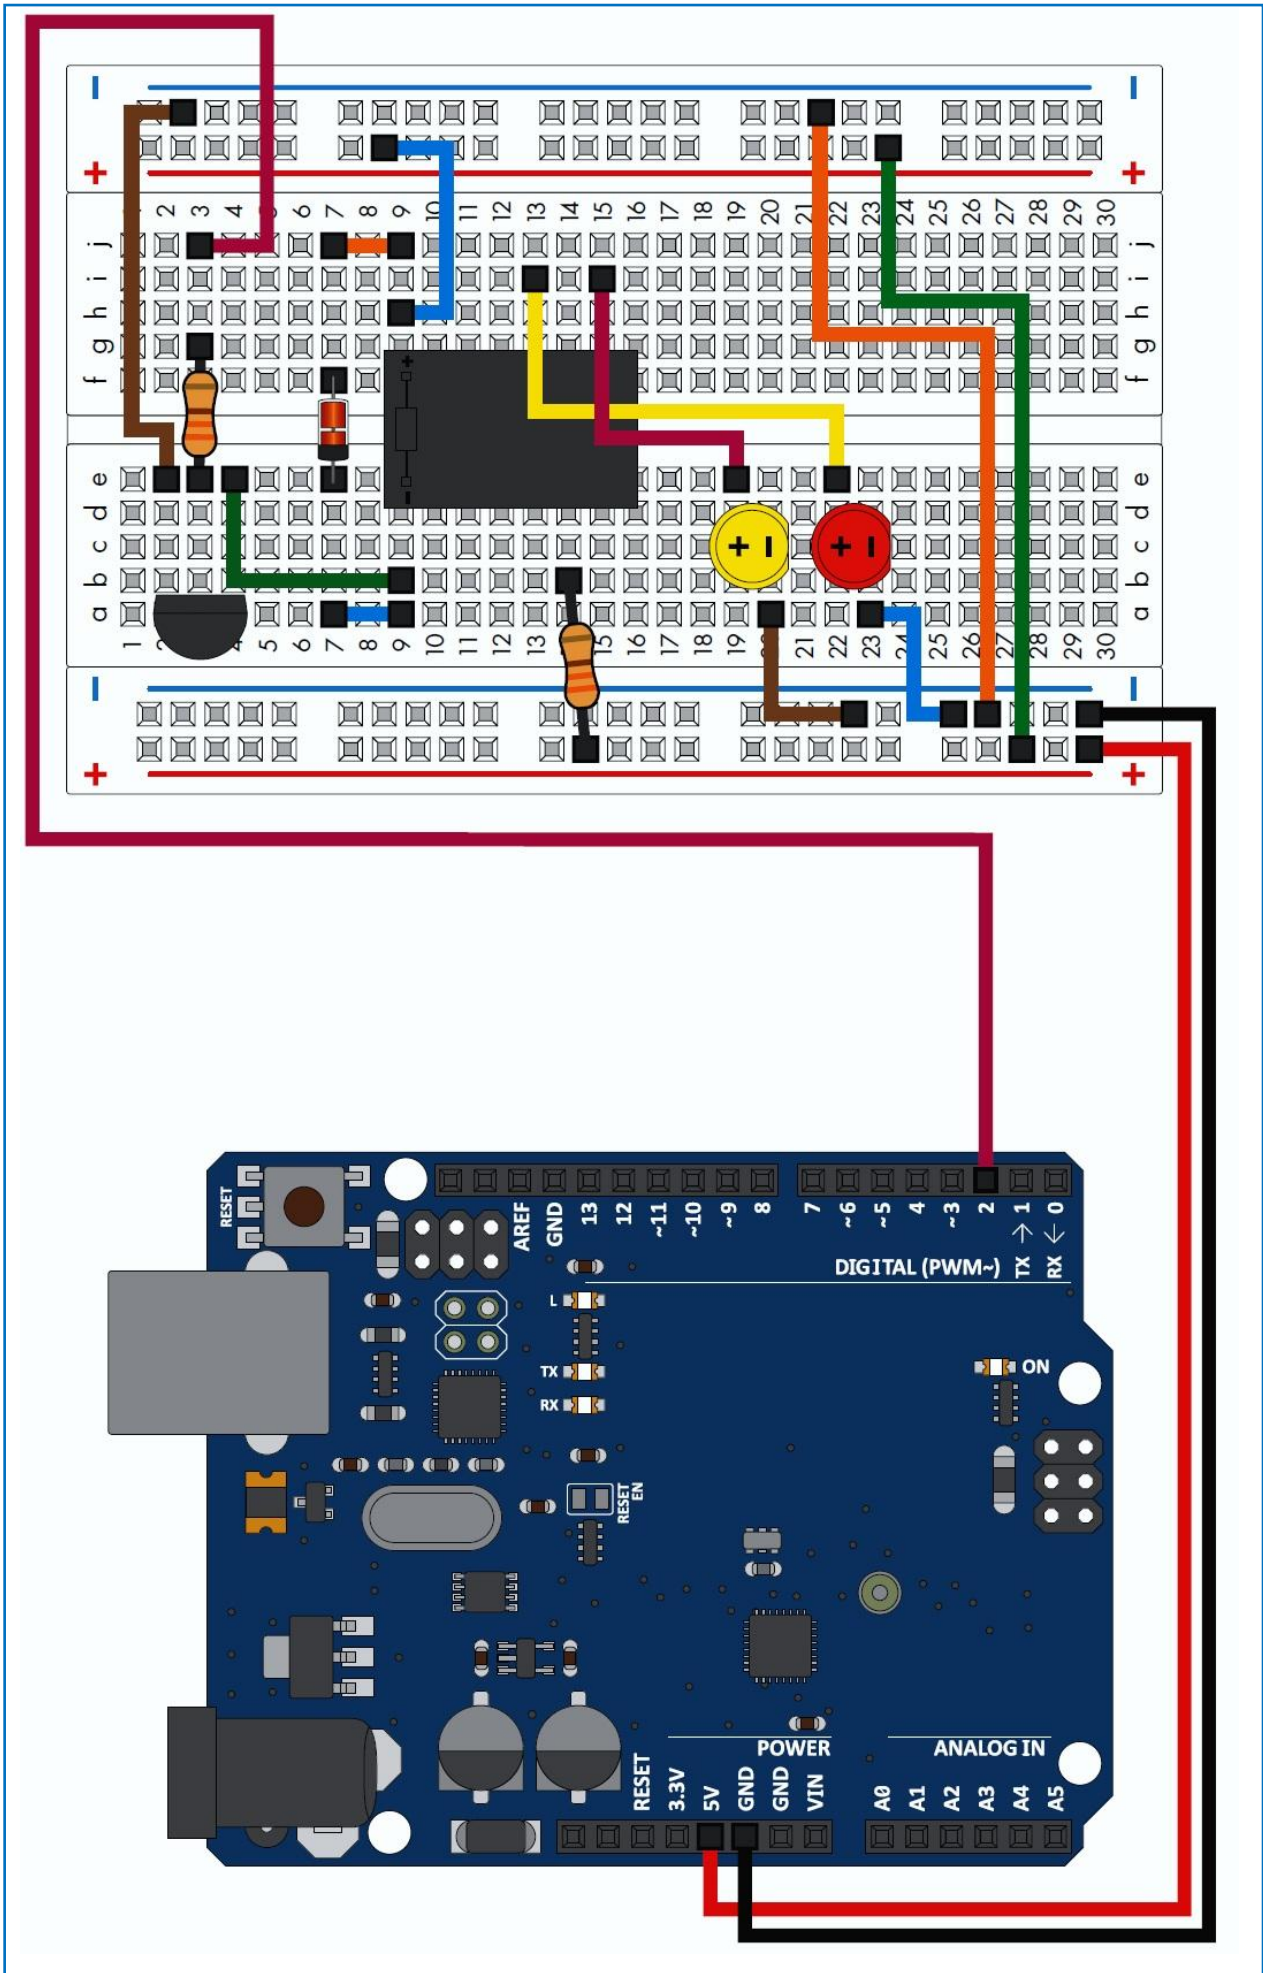 − −
+ +
1 2 3 4 5 6 7 8 9 10 11 12 13 14 15 16 17 18 19 20 21 22 23 24 25 26 27 28 29 30
j j
i i
h h
g g
f f
+
−
e e
d d
c c
+ − + −
b b
a a
1 2 4 5 6 7 8 9 10 11 12 13 15 16 17 18 19 20 21 22 23 24 25 26 27 28 29 30
− −
+ +
RESET
AREF GND 13 12 ~11 ~10 ~9 8 7 ~6 ~5 4 ~3 2 TX→1 RX←0
DIGITAL (PWM~)
L
TX
RX
ON
RESET EN
POWER ANALOG IN
RESET 3.3V 5V GND GND VIN A0 A1 A2 A3 A4 A5